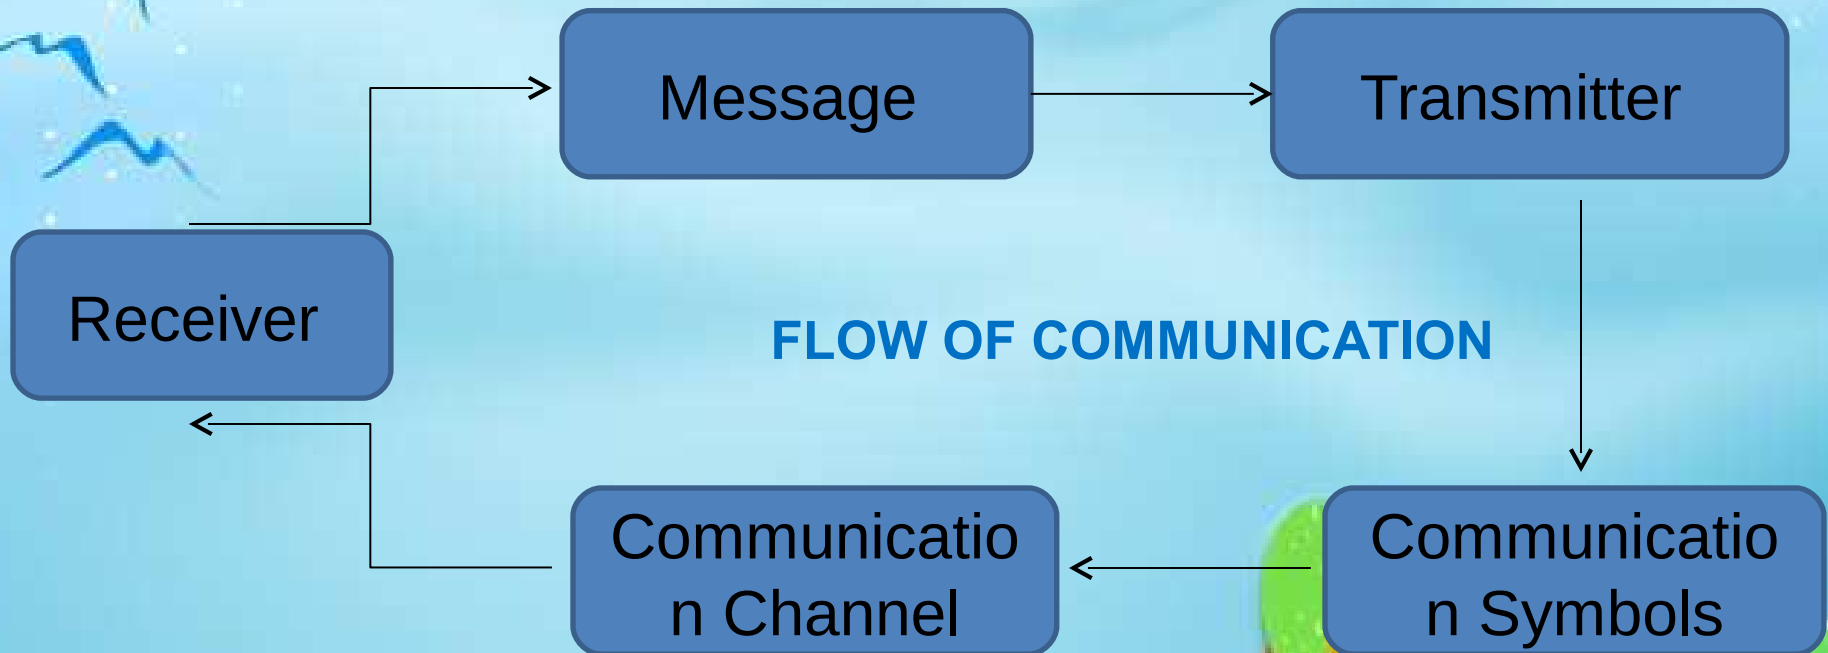 Message
Transmitter
Receiver
FLOW OF COMMUNICATION
Communicatio
n Channel
Communicatio
n Symbols